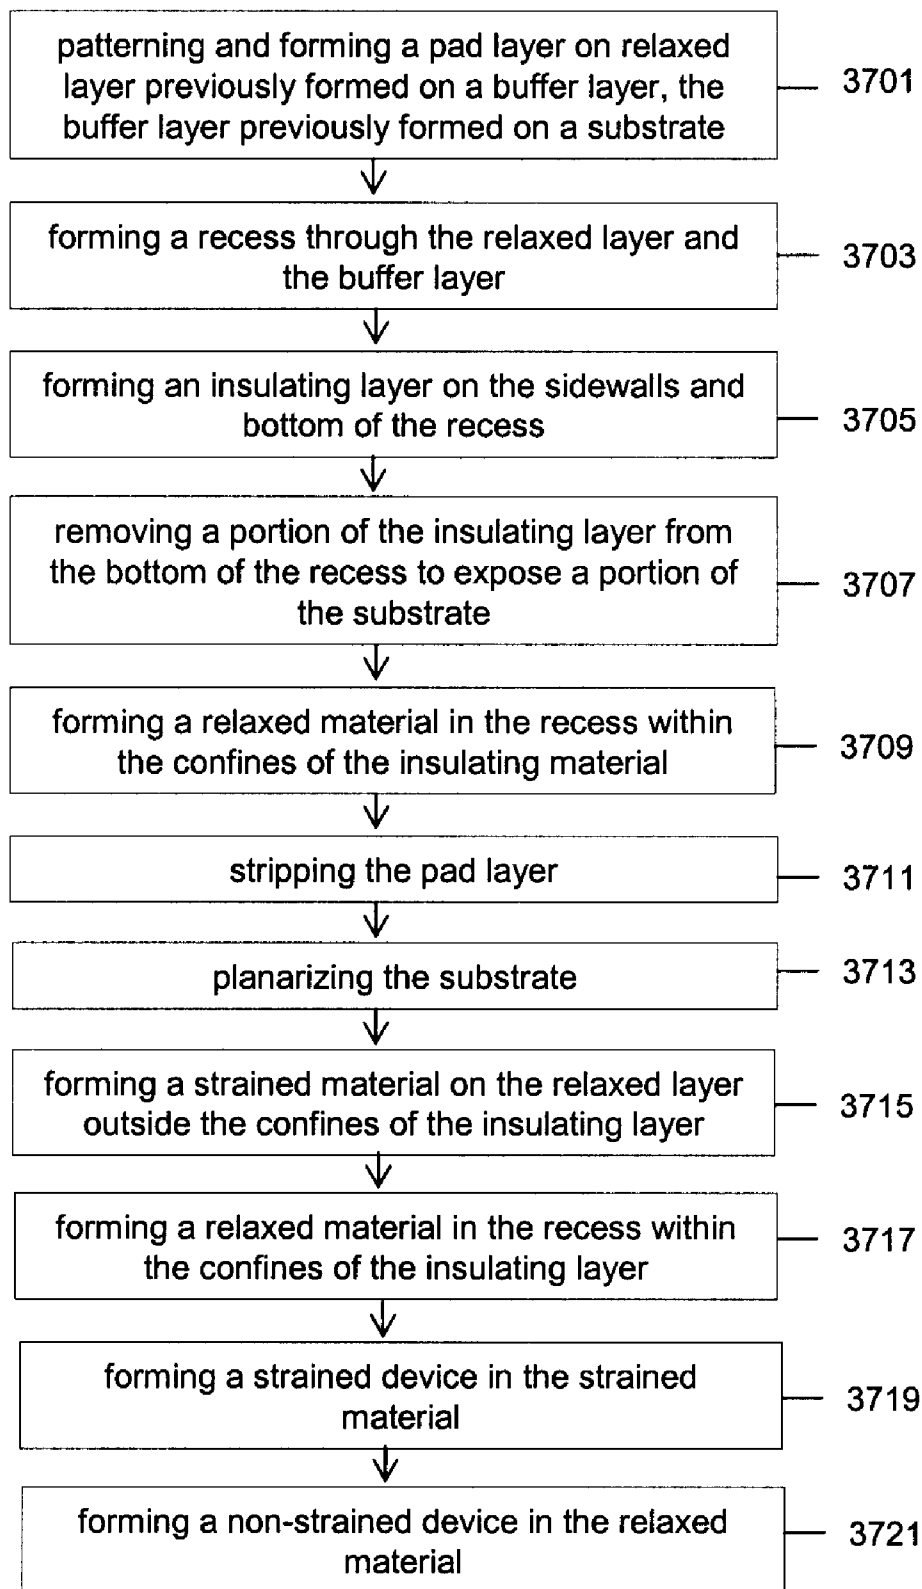 patterning and forming a pad layer on relaxed
layer previously formed on a buffer layer, the
buffer layer previously formed on a substrate
3701
forming a recess through the relaxed layer and
the buffer layer
3703
forming an insulating layer on the sidewalls and
bottom of the recess
3705
removing a portion of the insulating layer from
the bottom of the recess to expose a portion of
the substrate
3707
forming a relaxed material in the recess within
the confines of the insulating material
3709
stripping the pad layer
3711
planarizing the substrate
3713
forming a strained material on the relaxed layer
outside the confines of the insulating layer
3715
forming a relaxed material in the recess within
the confines of the insulating layer
3717
forming a strained device in the strained
material
3719
forming a non-strained device in the relaxed
material
3721